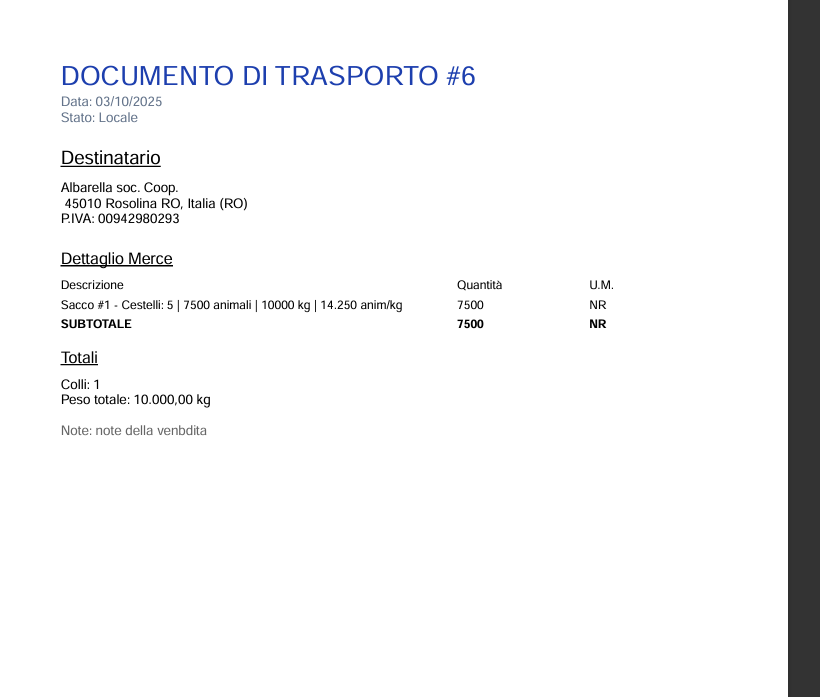 DOCUMENTO DI TRASPORTO #6
Data: 03/10/2025
Stato: Locale
Destinatario
Albarella soc. Coop.
45010 Rosolina RO, Italia (RO)
P.IVA: 00942980293
Dettaglio Merce
Descrizione Quantità U.M.
Sacco #1 - Cestelli: 5 | 7500 animali | 10000 kg | 14.250 anim/kg 7500 NR
SUBTOTALE 7500 NR
Totali
Colli: 1
Peso totale: 10.000,00 kg
Note: note della venbdita